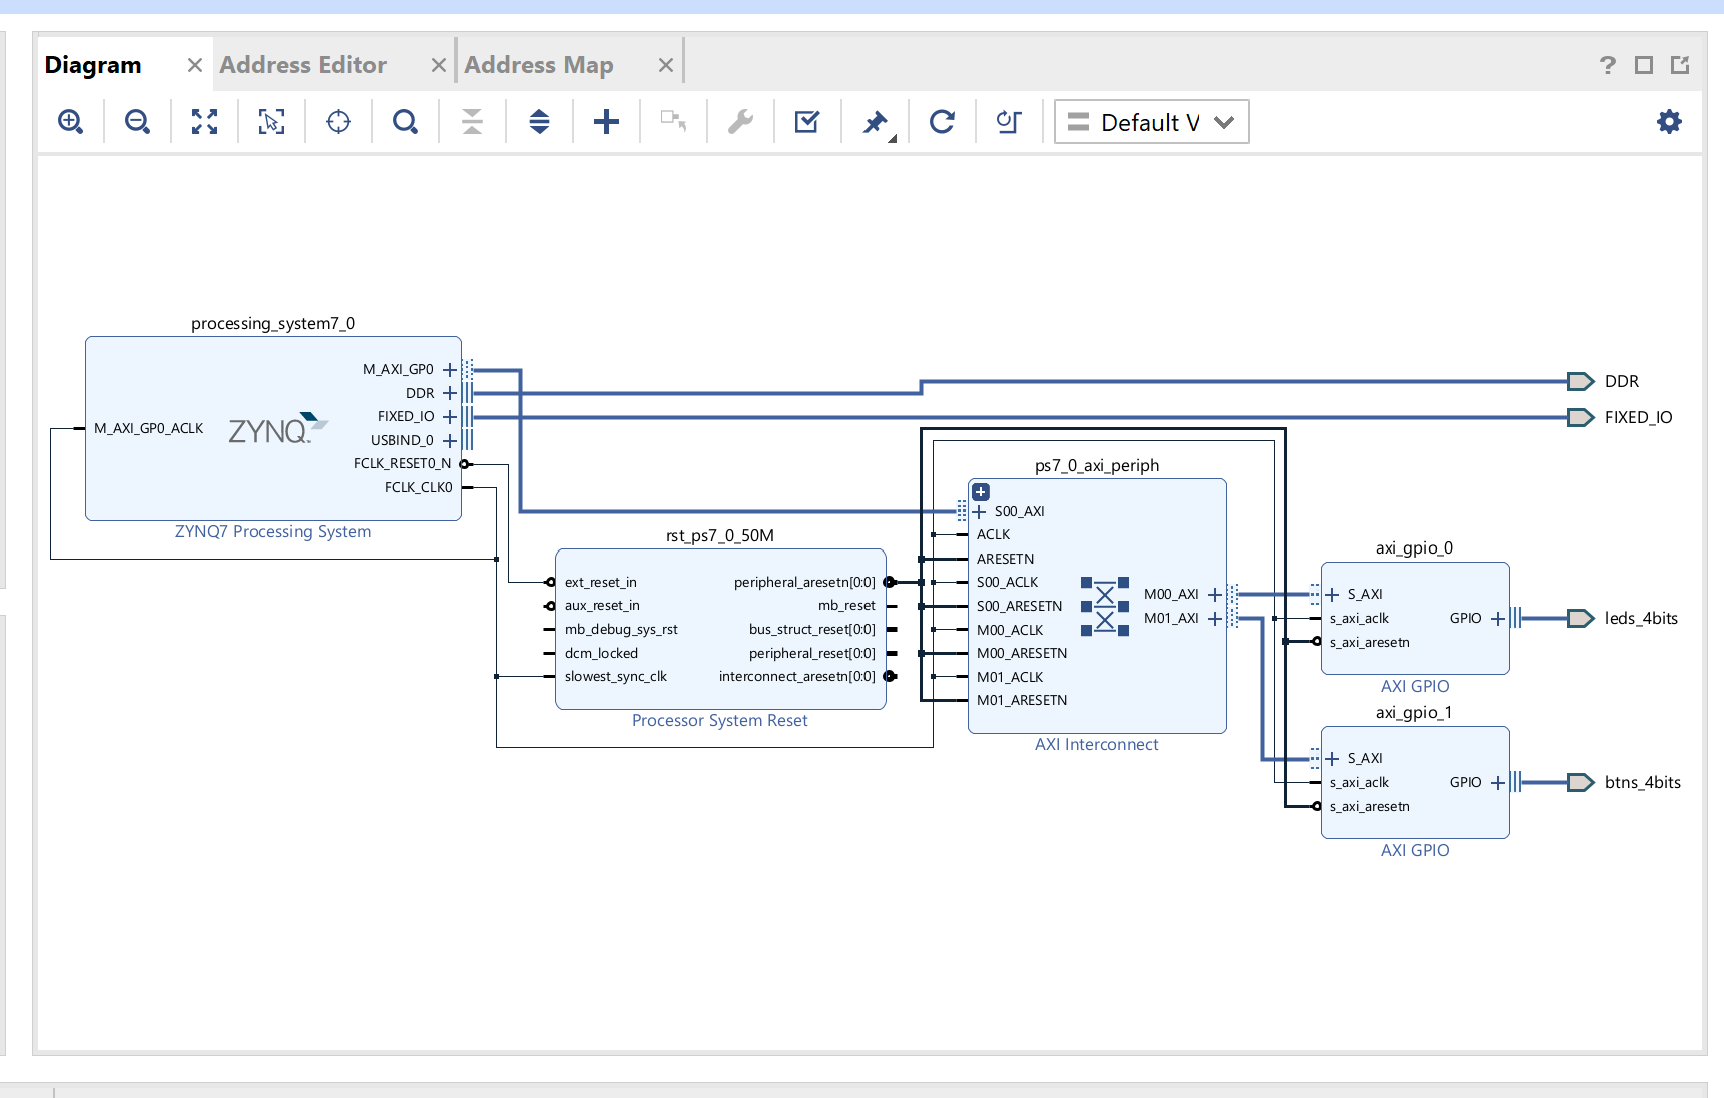 Diagram
Address Editor
Address Map
?
Default V
processing_system7_0
M_AXI_GP0
DDR
FIXED_IO
USBIND_0
FCLK_RESET0_N
FCLK_CLK0
M_AXI_GP0_ACLK
ZYNQ
ZYNQ7 Processing System
DDR
FIXED_IO
rst_ps7_0_50M
ext_reset_in
aux_reset_in
mb_debug_sys_rst
dcm_locked
slowest_sync_clk
peripheral_aresetn[0:0]
mb_reset
bus_struct_reset[0:0]
peripheral_reset[0:0]
interconnect_aresetn[0:0]
Processor System Reset
ps7_0_axi_periph
S00_AXI
ACLK
ARESETN
S00_ACLK
S00_ARESETN
M00_ACLK
M00_ARESETN
M01_ACLK
M01_ARESETN
M00_AXI
M01_AXI
AXI Interconnect
axi_gpio_0
S_AXI
s_axi_aclk
s_axi_aresetn
GPIO
AXI GPIO
leds_4bits
axi_gpio_1
S_AXI
s_axi_aclk
s_axi_aresetn
GPIO
AXI GPIO
btns_4bits